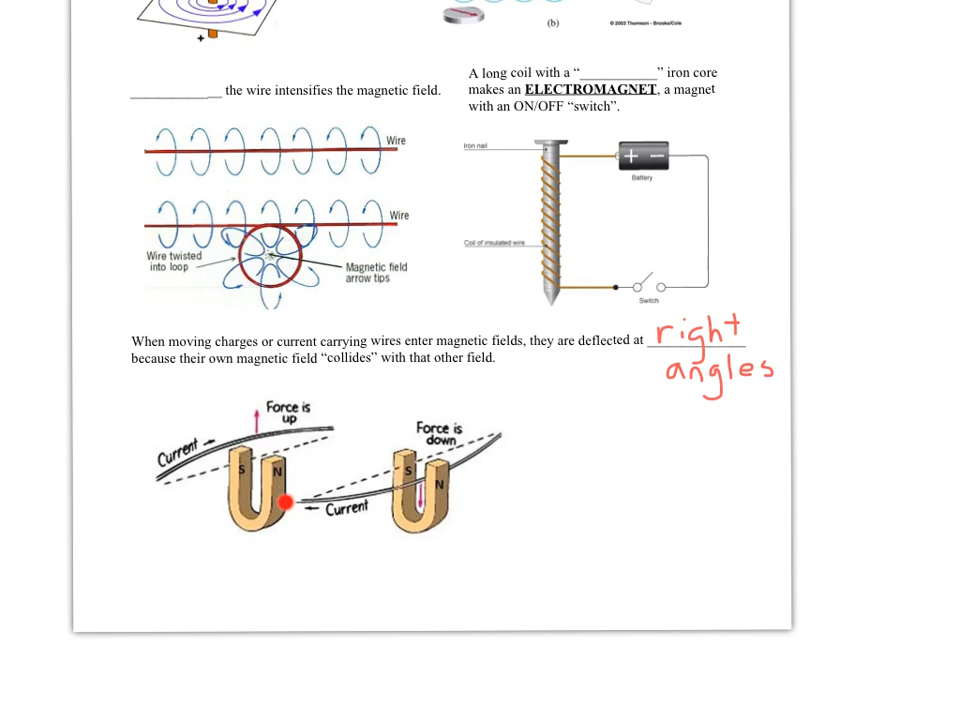 +
(b)
© 2003 Thomson - Brooks/Cole
__________ the wire intensifies the magnetic field.
A long coil with a “__________” iron core
makes an ELECTROMAGNET, a magnet
with an ON/OFF “switch”.
Wire
Wire
Wire twisted
into loop
Magnetic field
arrow tips
Iron nail
+ −
Battery
Coil of insulated wire
Switch
When moving charges or current carrying wires enter magnetic fields, they are deflected at right
angles
because their own magnetic field “collides” with that other field.
Force is
up
Current
S N
Force is
down
S
N
Current